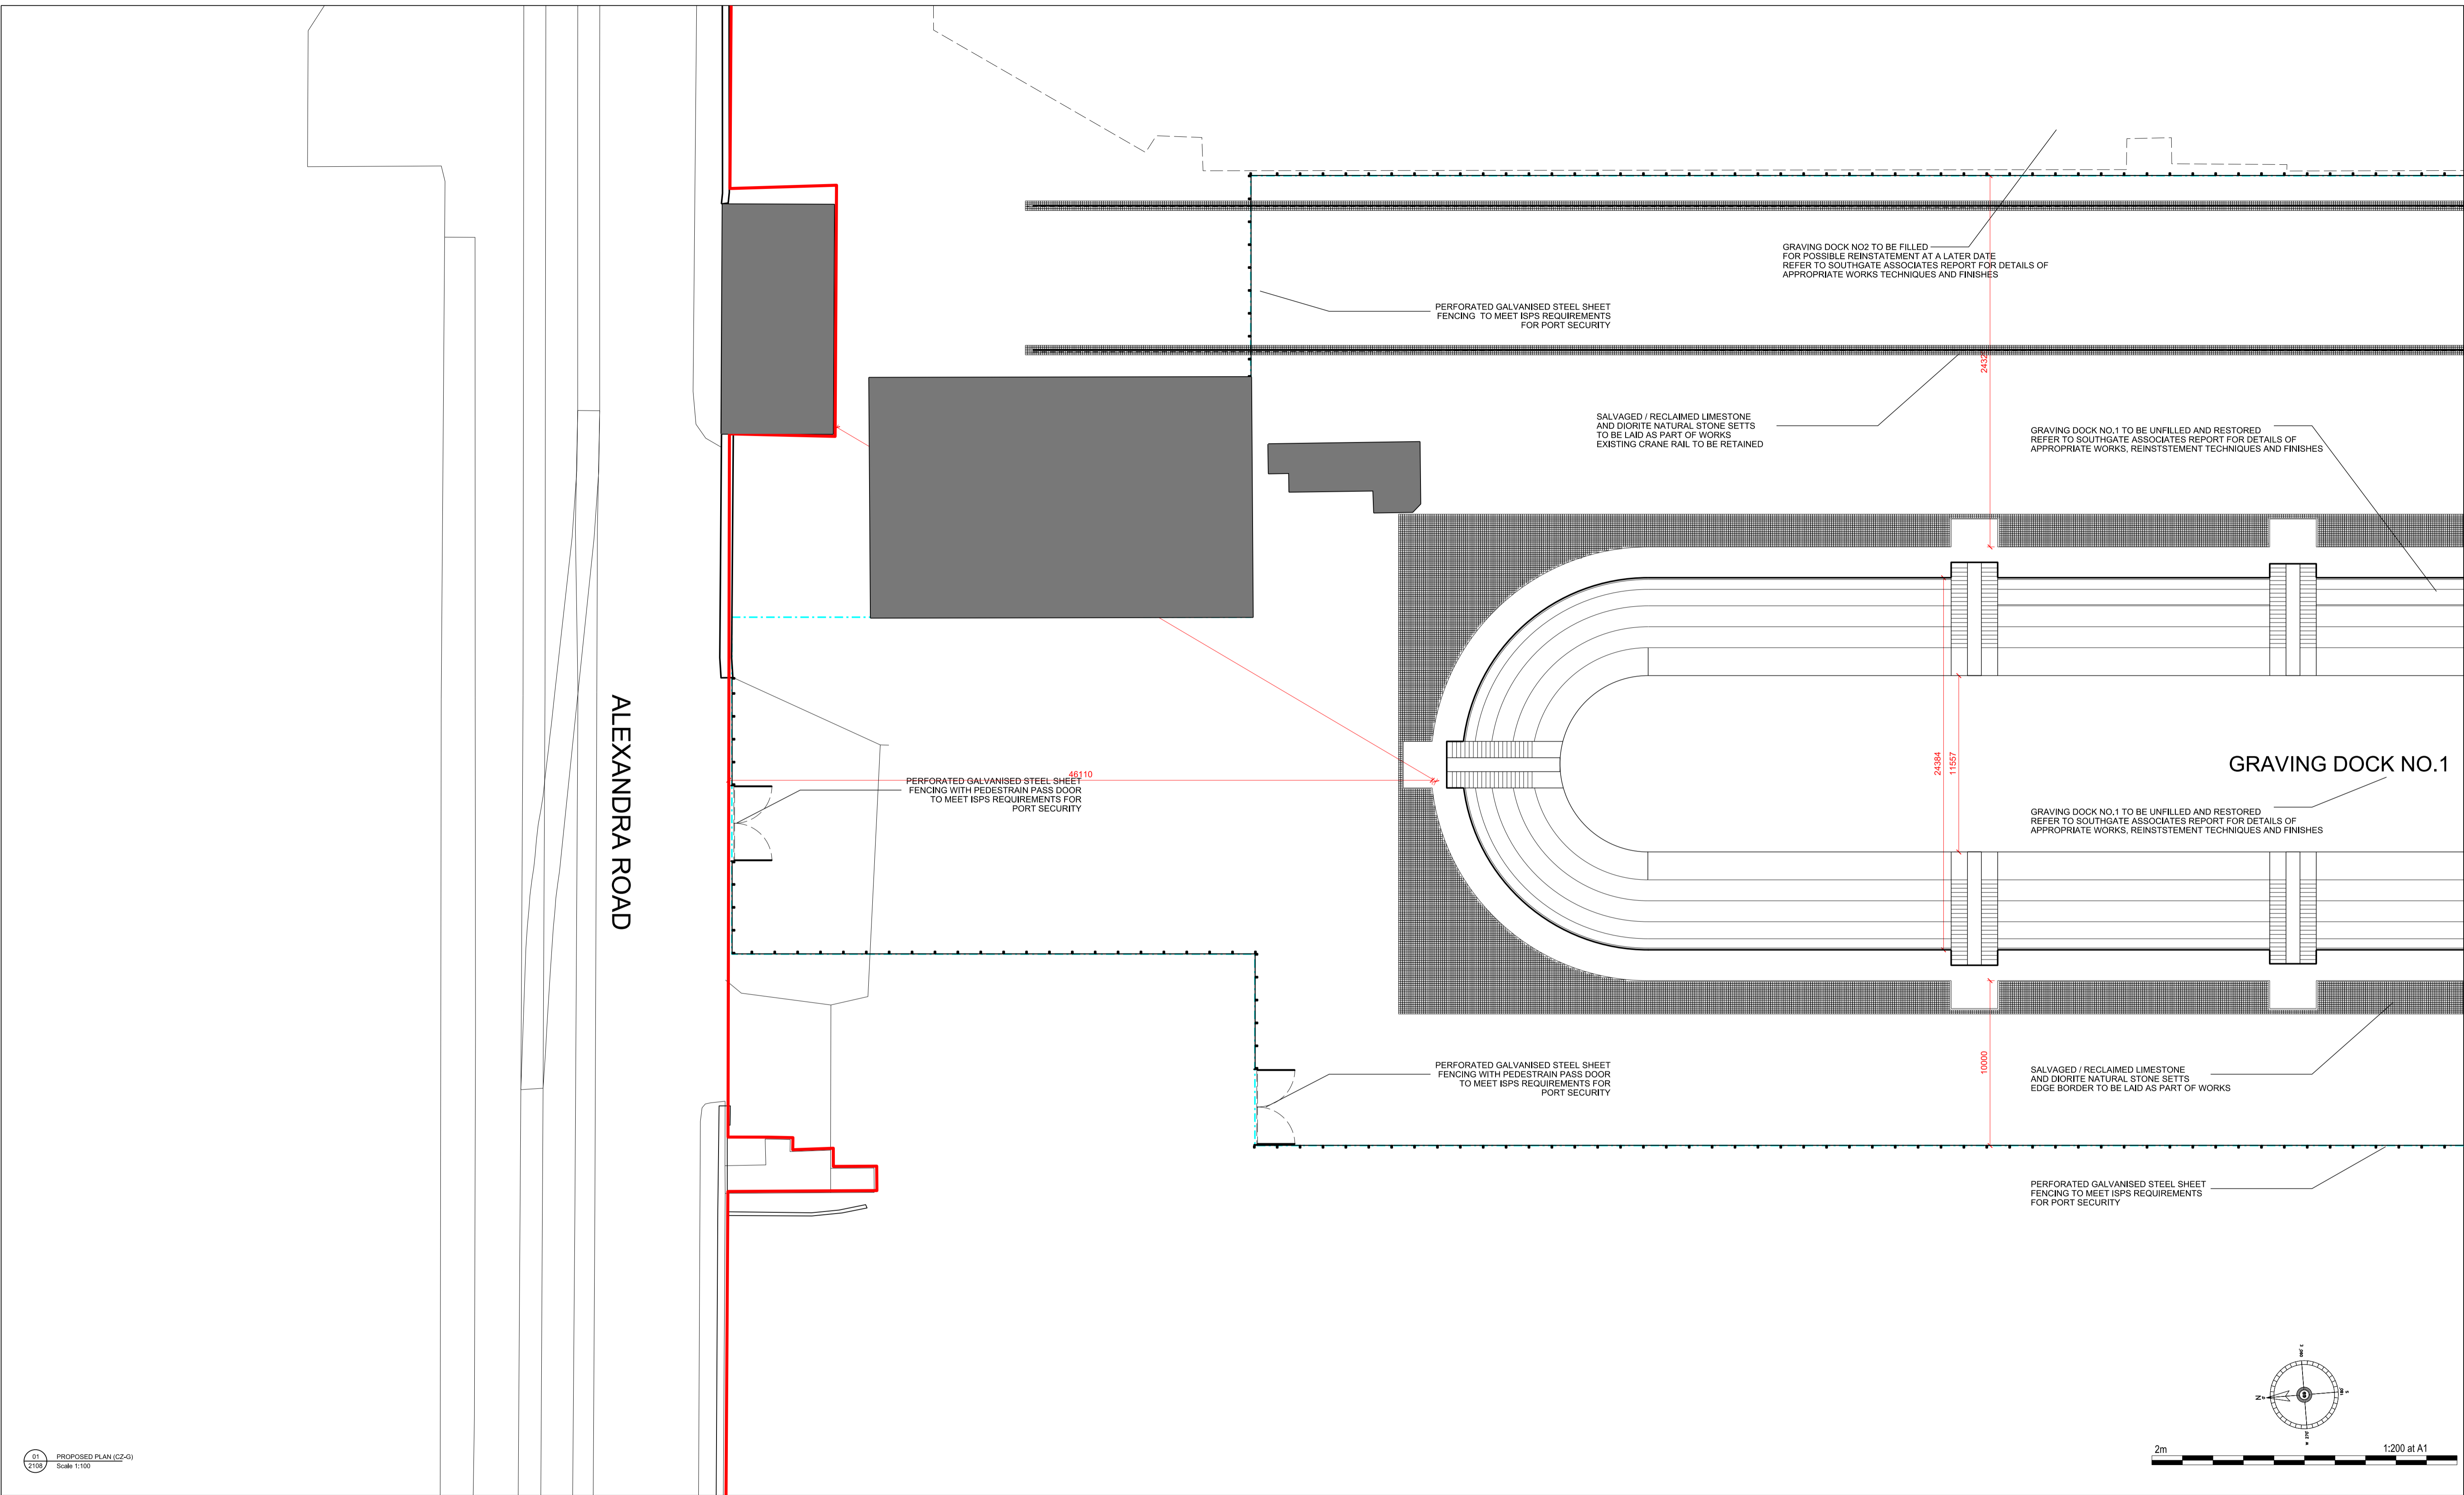 GRAVING DOCK NO2 TO BE FILLED
FOR POSSIBLE REINSTATEMENT AT A LATER DATE
REFER TO SOUTHGATE ASSOCIATES REPORT FOR DETAILS OF
APPROPRIATE WORKS TECHNIQUES AND FINISHES
PERFORATED GALVANISED STEEL SHEET
FENCING TO MEET ISPS REQUIREMENTS
FOR PORT SECURITY
SALVAGED / RECLAIMED LIMESTONE
AND DIORITE NATURAL STONE SETTS
TO BE LAID AS PART OF WORKS
EXISTING CRANE RAIL TO BE RETAINED
GRAVING DOCK NO.1 TO BE UNFILLED AND RESTORED
REFER TO SOUTHGATE ASSOCIATES REPORT FOR DETAILS OF
APPROPRIATE WORKS, REINSTSTEMENT TECHNIQUES AND FINISHES
ALEXANDRA ROAD
46110
PERFORATED GALVANISED STEEL SHEET
FENCING WITH PEDESTRAIN PASS DOOR
TO MEET ISPS REQUIREMENTS FOR
PORT SECURITY
24384
11557
GRAVING DOCK NO.1
GRAVING DOCK NO.1 TO BE UNFILLED AND RESTORED
REFER TO SOUTHGATE ASSOCIATES REPORT FOR DETAILS OF
APPROPRIATE WORKS, REINSTSTEMENT TECHNIQUES AND FINISHES
PERFORATED GALVANISED STEEL SHEET
FENCING WITH PEDESTRAIN PASS DOOR
TO MEET ISPS REQUIREMENTS FOR
PORT SECURITY
10000
SALVAGED / RECLAIMED LIMESTONE
AND DIORITE NATURAL STONE SETTS
EDGE BORDER TO BE LAID AS PART OF WORKS
PERFORATED GALVANISED STEEL SHEET
FENCING TO MEET ISPS REQUIREMENTS
FOR PORT SECURITY
N
2m
1:200 at A1
01
2108
PROPOSED PLAN (CZ-G)
Scale 1:100